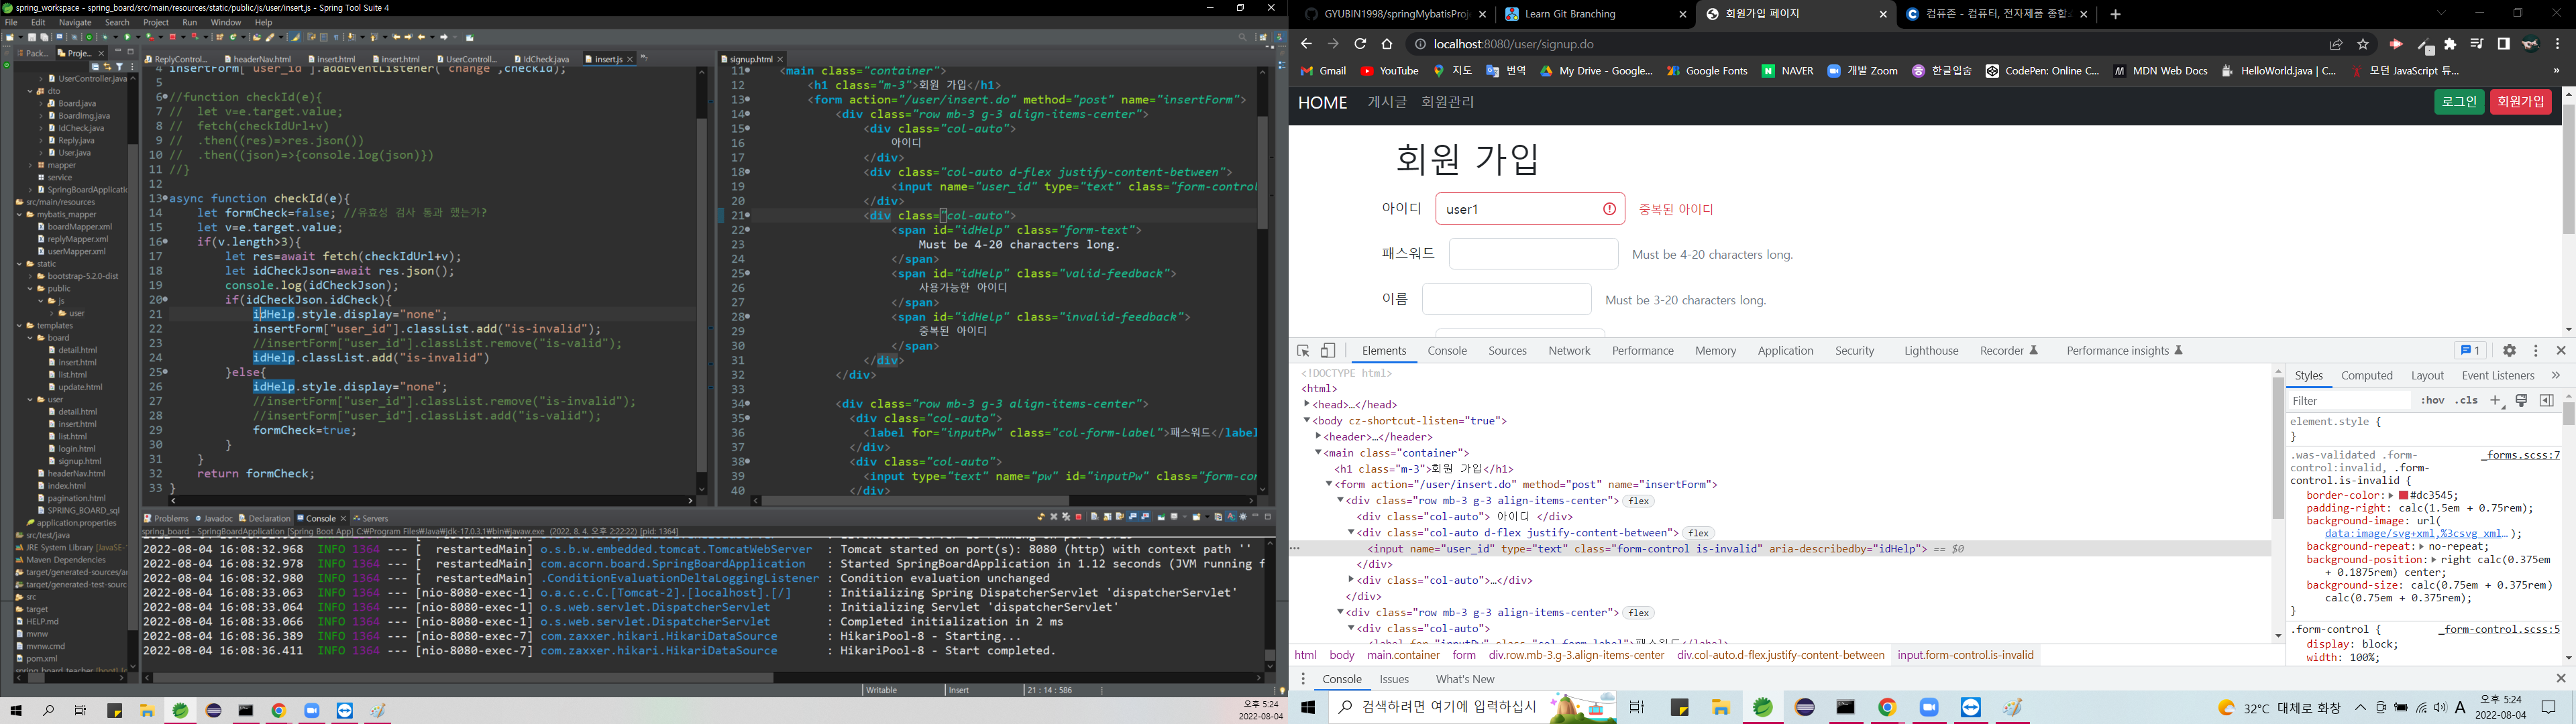 spring_workspace - spring_board/src/main/resources/static/public/js/user/insert.js - Spring Tool Suite 4
File Edit Navigate Search Project Run Window Help
Pack... Proje...
UserController.java
dto
Board.java
BoardImg.java
IdCheck.java
Reply.java
User.java
mapper
service
SpringBoardApplicatio
src/main/resources
mybatis_mapper
boardMapper.xml
replyMapper.xml
userMapper.xml
static
bootstrap-5.2.0-dist
public
js
user
templates
board
detail.html
insert.html
list.html
update.html
user
detail.html
insert.html
list.html
login.html
signup.html
headerNav.html
index.html
pagination.html
SPRING_BOARD_sql
application.properties
src/test/java
JRE System Library [JavaSE-
Maven Dependencies
target/generated-sources/an
target/generated-test-sourc
src
target
HELP.md
mvnw
mvnw.cmd
pom.xml
ReplyControl... headerNav.html insert.html insert.html UserControll... IdCheck.java insert.js
4 insertForm["user_id"].addEventListener("change",checkId);
5
6 //function checkId(e){
7 // let v=e.target.value;
8 // fetch(checkIdUrl+v)
9 // .then((res)=>res.json())
10 // .then((json)=>{console.log(json)})
11 //}
12
13 async function checkId(e){
14 let formCheck=false; //유효성 검사 통과 했는가?
15 let v=e.target.value;
16 if(v.length>3){
17 let res=await fetch(checkIdUrl+v);
18 let idCheckJson=await res.json();
19 console.log(idCheckJson);
20 if(idCheckJson.idCheck){
21 idHelp.style.display="none";
22 insertForm["user_id"].classList.add("is-invalid");
23 //insertForm["user_id"].classList.remove("is-valid");
24 idHelp.classList.add("is-invalid")
25 }else{
26 idHelp.style.display="none";
27 //insertForm["user_id"].classList.remove("is-invalid");
28 //insertForm["user_id"].classList.add("is-valid");
29 formCheck=true;
30 }
31 }
32 return formCheck;
33 }
signup.html
11 <main class="container">
12 <h1 class="m-3">회원 가입</h1>
13 <form action="/user/insert.do" method="post" name="insertForm">
14 <div class="row mb-3 g-3 align-items-center">
15 <div class="col-auto">
16 아이디
17 </div>
18 <div class="col-auto d-flex justify-content-between">
19 <input name="user_id" type="text" class="form-control
20 </div>
21 <div class="col-auto">
22 <span id="idHelp" class="form-text">
23 Must be 4-20 characters long.
24 </span>
25 <span id="idHelp" class="valid-feedback">
26 사용가능한 아이디
27 </span>
28 <span id="idHelp" class="invalid-feedback">
29 중복된 아이디
30 </span>
31 </div>
32 </div>
33
34 <div class="row mb-3 g-3 align-items-center">
35 <div class="col-auto">
36 <label for="inputPw" class="col-form-label">패스워드</label
37 </div>
38 <div class="col-auto">
39 <input type="text" name="pw" id="inputPw" class="form-cor
40 </div>
Problems Javadoc Declaration Console Servers
spring_board - SpringBoardApplication [Spring Boot App] C:\Program Files\Java\jdk-17.0.3.1\bin\javaw.exe (2022. 8. 4. 오후 2:22:22) [pid: 1364]
2022-08-04 16:08:32.968 INFO 1364 --- [ restartedMain] o.s.b.w.embedded.tomcat.TomcatWebServer : Tomcat started on port(s): 8080 (http) with context path ''
2022-08-04 16:08:32.978 INFO 1364 --- [ restartedMain] com.acorn.board.SpringBoardApplication : Started SpringBoardApplication in 1.12 seconds (JVM running f
2022-08-04 16:08:32.980 INFO 1364 --- [ restartedMain] .ConditionEvaluationDeltaLoggingListener : Condition evaluation unchanged
2022-08-04 16:08:33.063 INFO 1364 --- [nio-8080-exec-1] o.a.c.c.C.[Tomcat-2].[localhost].[/] : Initializing Spring DispatcherServlet 'dispatcherServlet'
2022-08-04 16:08:33.064 INFO 1364 --- [nio-8080-exec-1] o.s.web.servlet.DispatcherServlet : Initializing Servlet 'dispatcherServlet'
2022-08-04 16:08:33.066 INFO 1364 --- [nio-8080-exec-1] o.s.web.servlet.DispatcherServlet : Completed initialization in 2 ms
2022-08-04 16:08:36.389 INFO 1364 --- [nio-8080-exec-7] com.zaxxer.hikari.HikariDataSource : HikariPool-8 - Starting...
2022-08-04 16:08:36.411 INFO 1364 --- [nio-8080-exec-7] com.zaxxer.hikari.HikariDataSource : HikariPool-8 - Start completed.
Writable Insert 21 : 14 : 586
오후 5:24
2022-08-04
GYUBIN1998/springMybatisProj Learn Git Branching 회원가입 페이지 컴퓨존 - 컴퓨터, 전자제품 종합
localhost:8080/user/signup.do
Gmail YouTube 지도 번역 My Drive - Google... Google Fonts NAVER 개발 Zoom 한글입숨 CodePen: Online C... MDN Web Docs HelloWorld.java | C... 모던 JavaScript 튜... »
HOME 게시글 회원관리 로그인 회원가입
회원 가입
아이디 user1 중복된 아이디
패스워드 Must be 4-20 characters long.
이름 Must be 3-20 characters long.
Elements Console Sources Network Performance Memory Application Security Lighthouse Recorder Performance insights 1
<!DOCTYPE html>
<html>
<head>…</head>
<body cz-shortcut-listen="true">
<header>…</header>
<main class="container">
<h1 class="m-3">회원 가입</h1>
<form action="/user/insert.do" method="post" name="insertForm">
<div class="row mb-3 g-3 align-items-center"> flex
<div class="col-auto"> 아이디 </div>
<div class="col-auto d-flex justify-content-between"> flex
<input name="user_id" type="text" class="form-control is-invalid" aria-describedby="idHelp"> == $0
</div>
<div class="col-auto">…</div>
</div>
<div class="row mb-3 g-3 align-items-center"> flex
<div class="col-auto">
<label for="inputPw" class="col-form-label">패스워드</label>
html body main.container form div.row.mb-3.g-3.align-items-center div.col-auto.d-flex.justify-content-between input.form-control.is-invalid
Styles Computed Layout Event Listeners »
Filter :hov .cls +
element.style {
}
.was-validated .form- _forms.scss:7
control:invalid, .form-
control.is-invalid {
border-color: #dc3545;
padding-right: calc(1.5em + 0.75rem);
background-image: url(
data:image/svg+xml,%3csvg xml… );
background-repeat: no-repeat;
background-position: right calc(0.375em
+ 0.1875rem) center;
background-size: calc(0.75em + 0.375rem)
calc(0.75em + 0.375rem);
}
.form-control { _form-control.scss:5
display: block;
width: 100%;
Console Issues What's New
검색하려면 여기에 입력하십시
32°C 대체로 화창 A 오후 5:24
2022-08-04